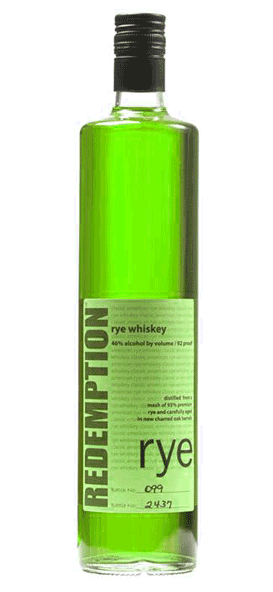 REDEMPTION
rye whiskey
46% alcohol by volume / 92 proof
distilled from a
mash of 95% premium
rye and carefully aged
in new charred oak barrels
rye
Batch No: 099
Bottle No: 2437